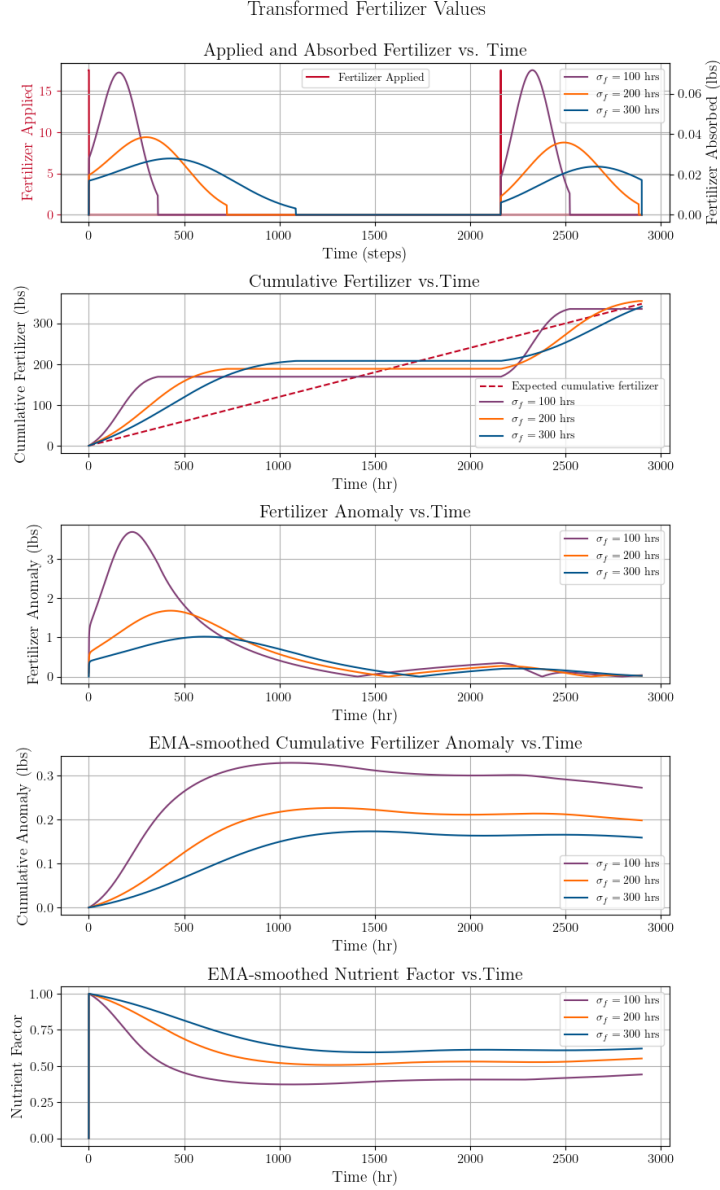 Transformed Fertilizer Values
Applied and Absorbed Fertilizer vs. Time
Fertilizer Applied
15
10
5
0
Fertilizer Applied
σf = 100 hrs
σf = 200 hrs
σf = 300 hrs
0.06
0.04
0.02
0.00
Fertilizer Absorbed (lbs)
0 500 1000 1500 2000 2500 3000
Time (steps)
Cumulative Fertilizer vs.Time
Cumulative Fertilizer (lbs)
300
200
100
0
Expected cumulative fertilizer
σf = 100 hrs
σf = 200 hrs
σf = 300 hrs
0 500 1000 1500 2000 2500 3000
Time (hr)
Fertilizer Anomaly vs.Time
Fertilizer Anomaly (lbs)
3
2
1
0
σf = 100 hrs
σf = 200 hrs
σf = 300 hrs
0 500 1000 1500 2000 2500 3000
Time (hr)
EMA-smoothed Cumulative Fertilizer Anomaly vs.Time
Cumulative Anomaly (lbs)
0.3
0.2
0.1
0.0
σf = 100 hrs
σf = 200 hrs
σf = 300 hrs
0 500 1000 1500 2000 2500 3000
Time (hr)
EMA-smoothed Nutrient Factor vs.Time
Nutrient Factor
1.00
0.75
0.50
0.25
0.00
σf = 100 hrs
σf = 200 hrs
σf = 300 hrs
0 500 1000 1500 2000 2500 3000
Time (hr)